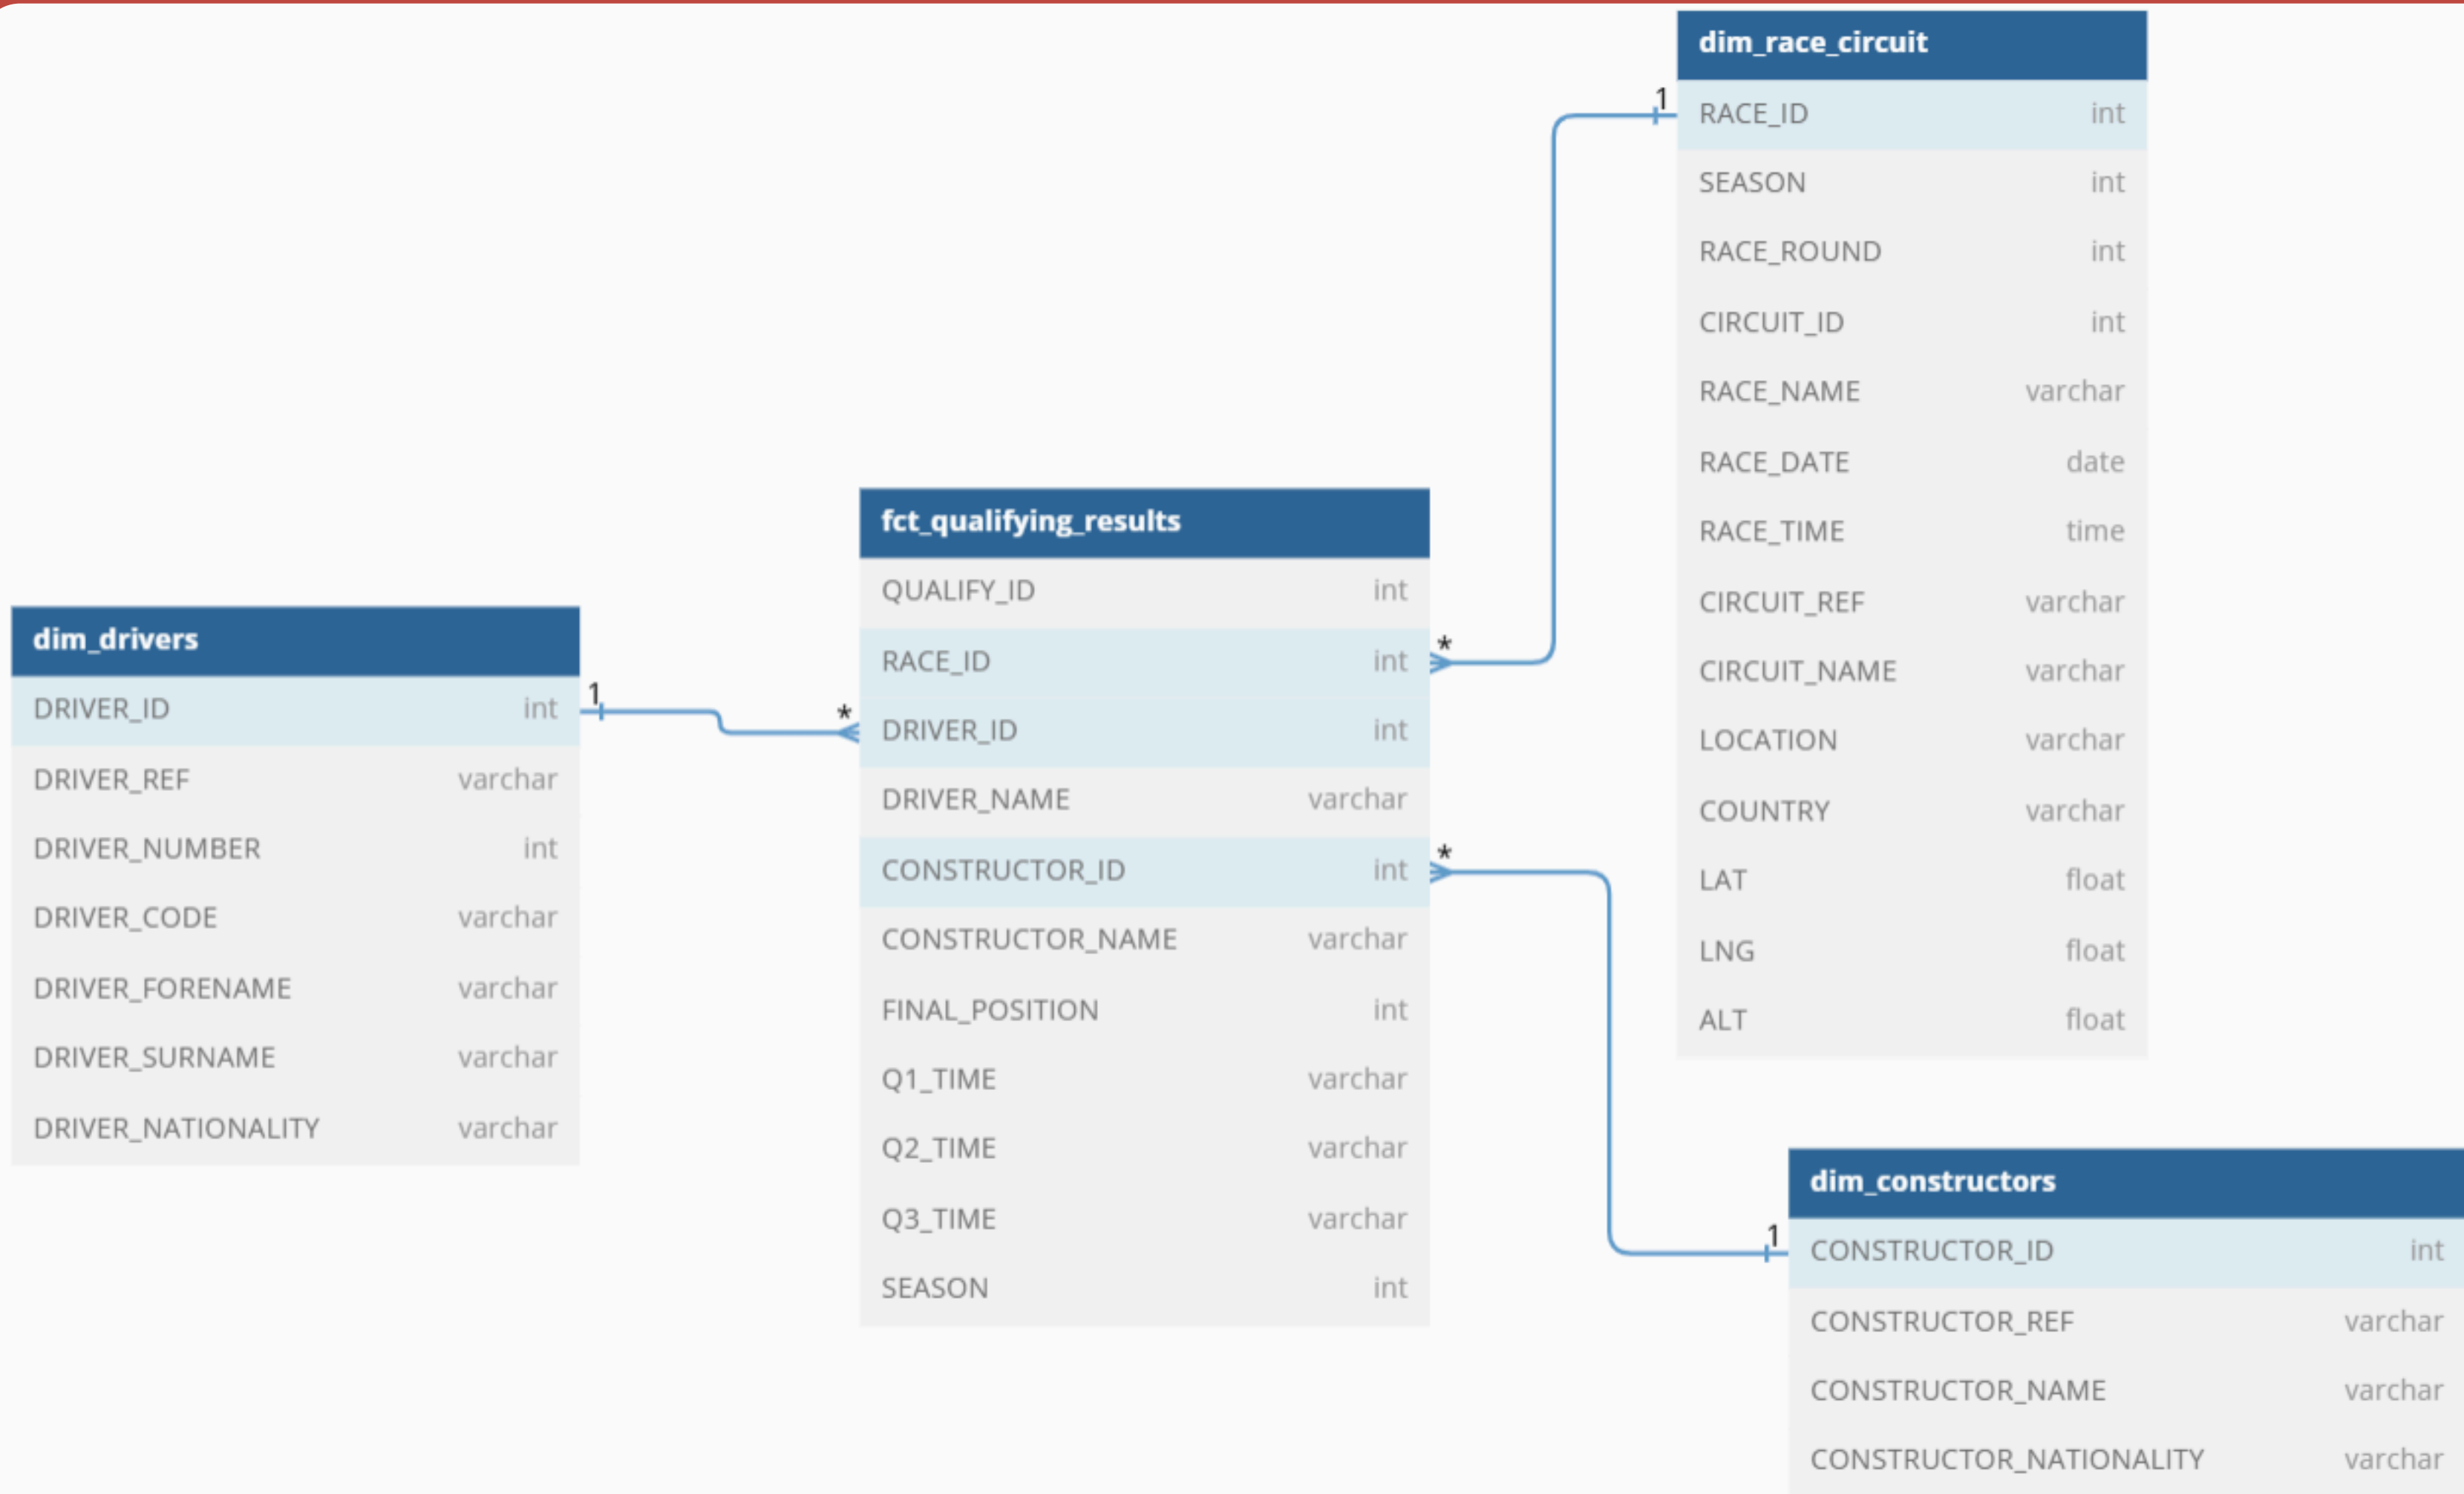 dim_race_circuit
1
RACE_ID int
SEASON int
RACE_ROUND int
CIRCUIT_ID int
RACE_NAME varchar
RACE_DATE date
RACE_TIME time
CIRCUIT_REF varchar
CIRCUIT_NAME varchar
LOCATION varchar
COUNTRY varchar
LAT float
LNG float
ALT float
fct_qualifying_results
QUALIFY_ID int
RACE_ID int *
* DRIVER_ID int
DRIVER_NAME varchar
CONSTRUCTOR_ID int *
CONSTRUCTOR_NAME varchar
FINAL_POSITION int
Q1_TIME varchar
Q2_TIME varchar
Q3_TIME varchar
SEASON int
dim_drivers
DRIVER_ID int 1
DRIVER_REF varchar
DRIVER_NUMBER int
DRIVER_CODE varchar
DRIVER_FORENAME varchar
DRIVER_SURNAME varchar
DRIVER_NATIONALITY varchar
dim_constructors
1
CONSTRUCTOR_ID int
CONSTRUCTOR_REF varchar
CONSTRUCTOR_NAME varchar
CONSTRUCTOR_NATIONALITY varchar